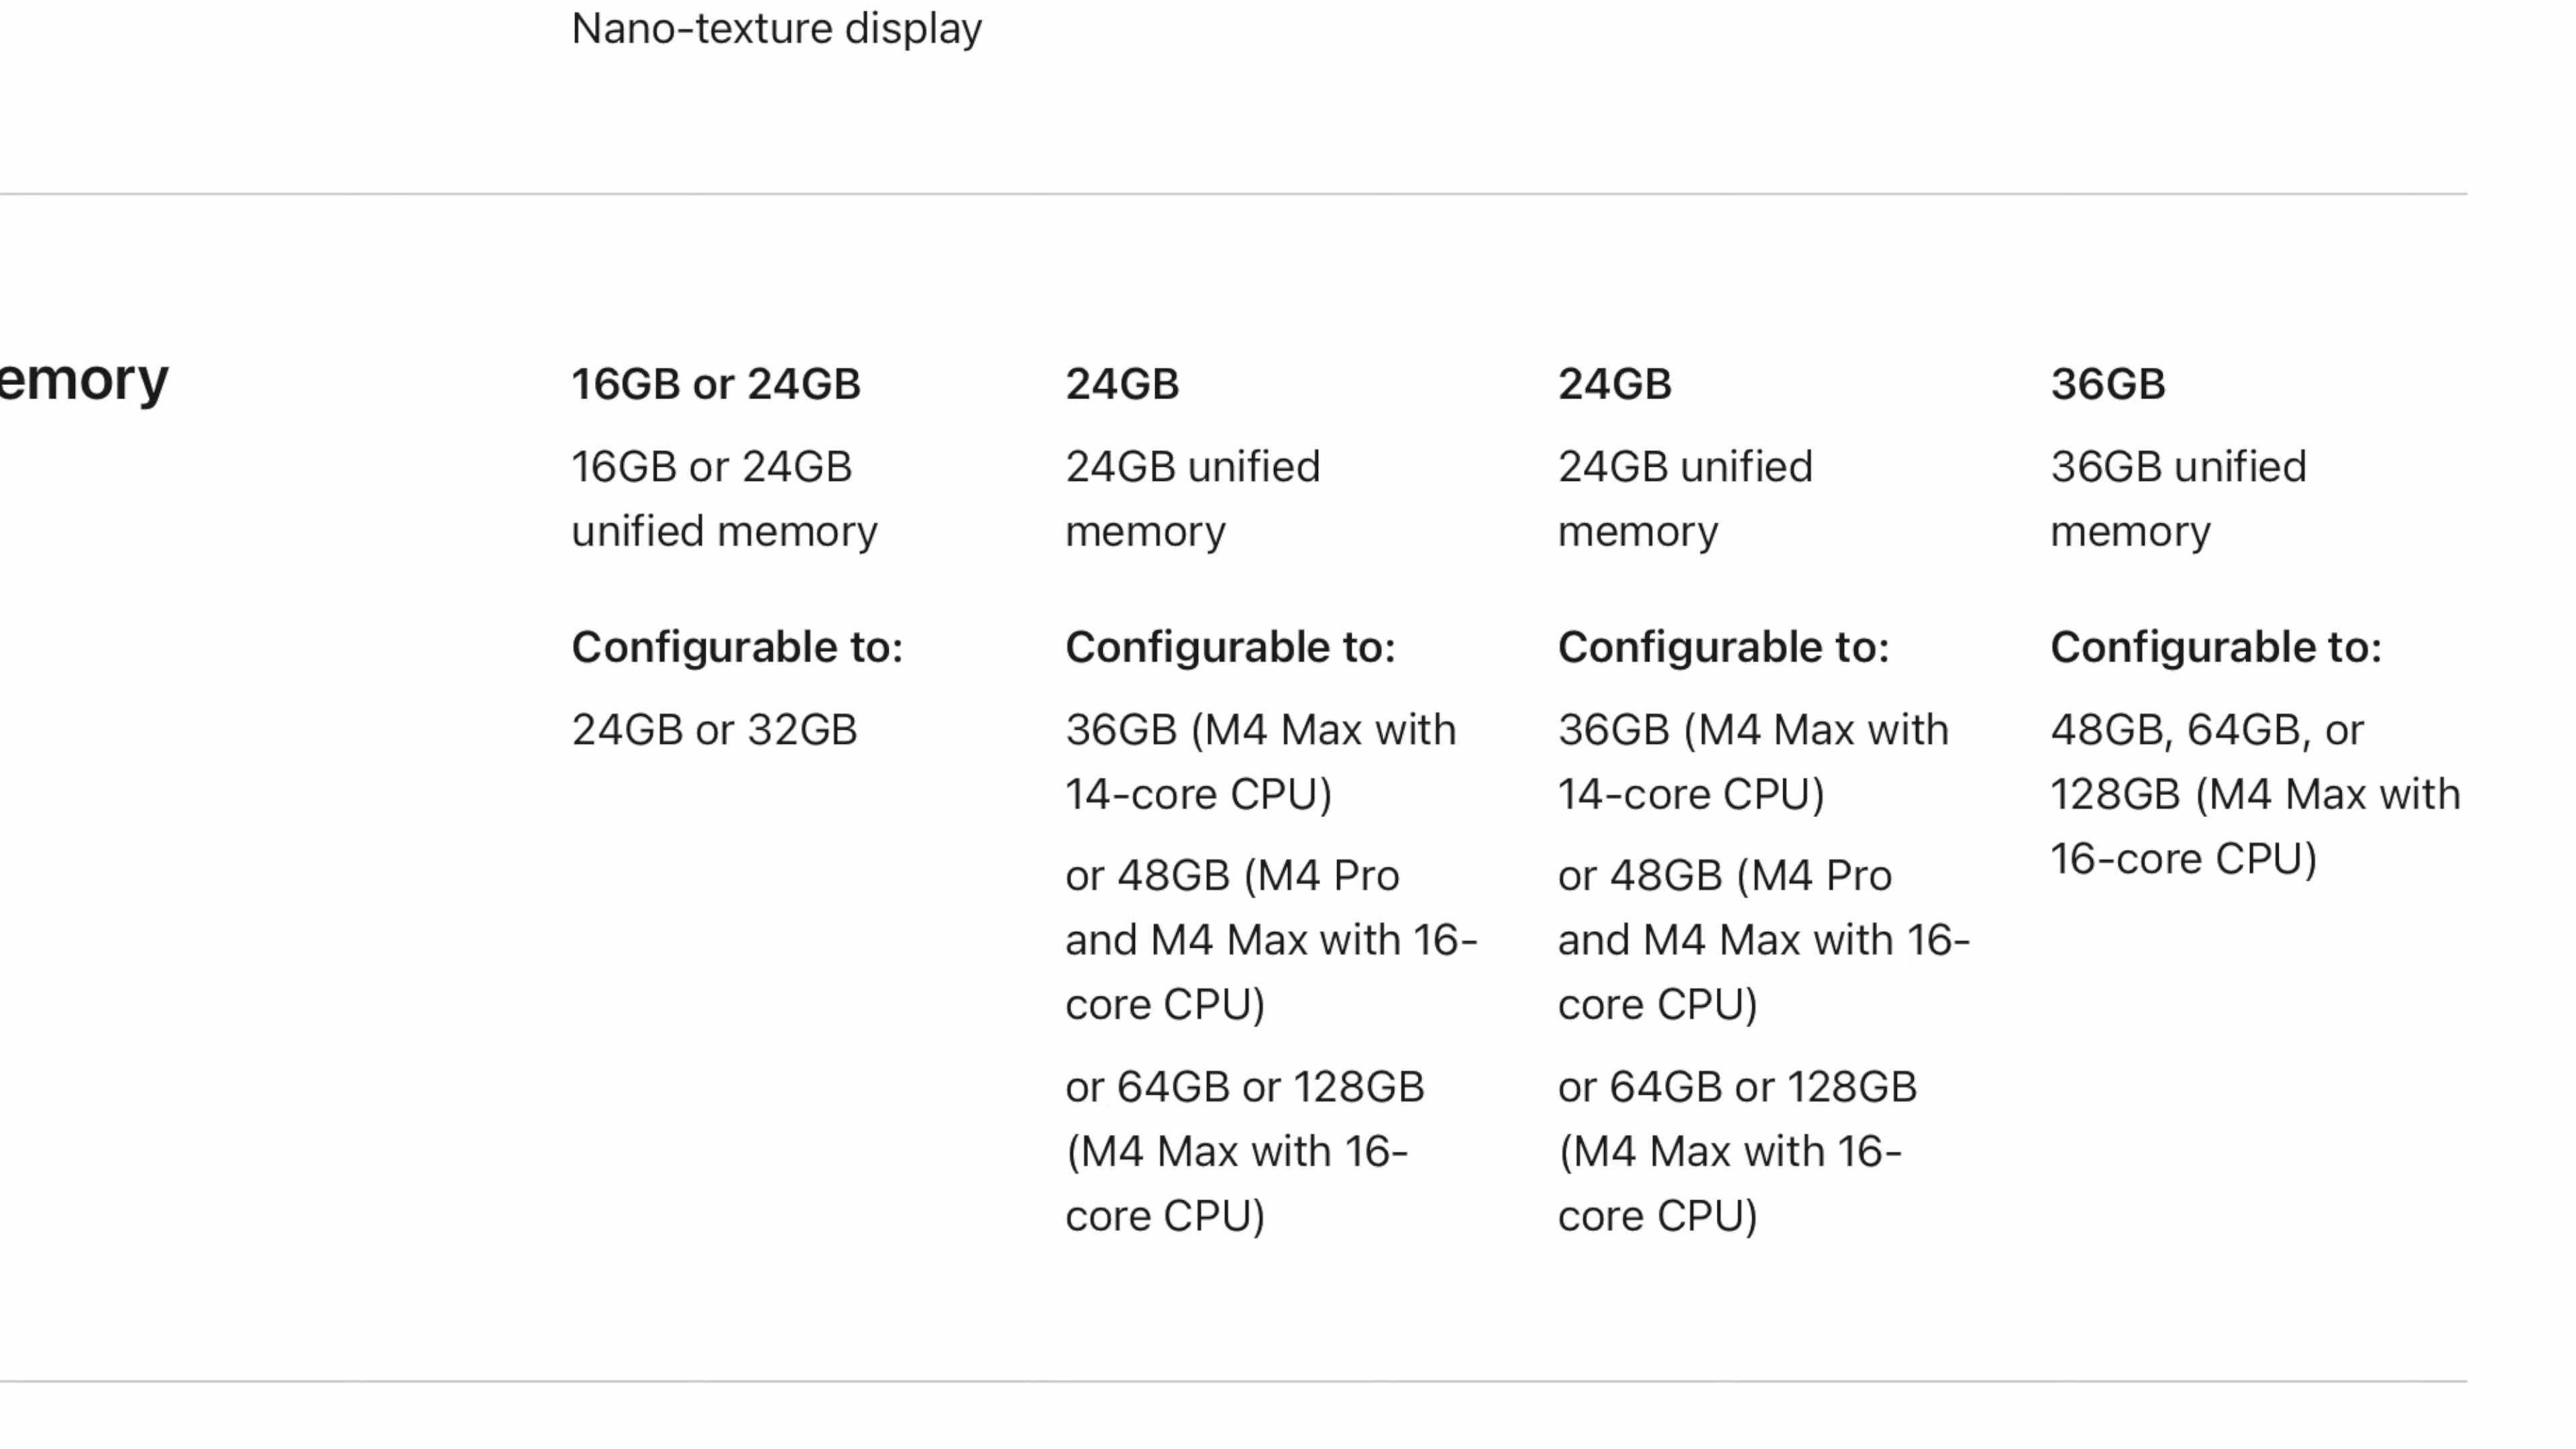 Nano-texture display
emory
16GB or 24GB
16GB or 24GB
unified memory
Configurable to:
24GB or 32GB
24GB
24GB unified
memory
Configurable to:
36GB (M4 Max with
14-core CPU)
or 48GB (M4 Pro
and M4 Max with 16-
core CPU)
or 64GB or 128GB
(M4 Max with 16-
core CPU)
24GB
24GB unified
memory
Configurable to:
36GB (M4 Max with
14-core CPU)
or 48GB (M4 Pro
and M4 Max with 16-
core CPU)
or 64GB or 128GB
(M4 Max with 16-
core CPU)
36GB
36GB unified
memory
Configurable to:
48GB, 64GB, or
128GB (M4 Max with
16-core CPU)